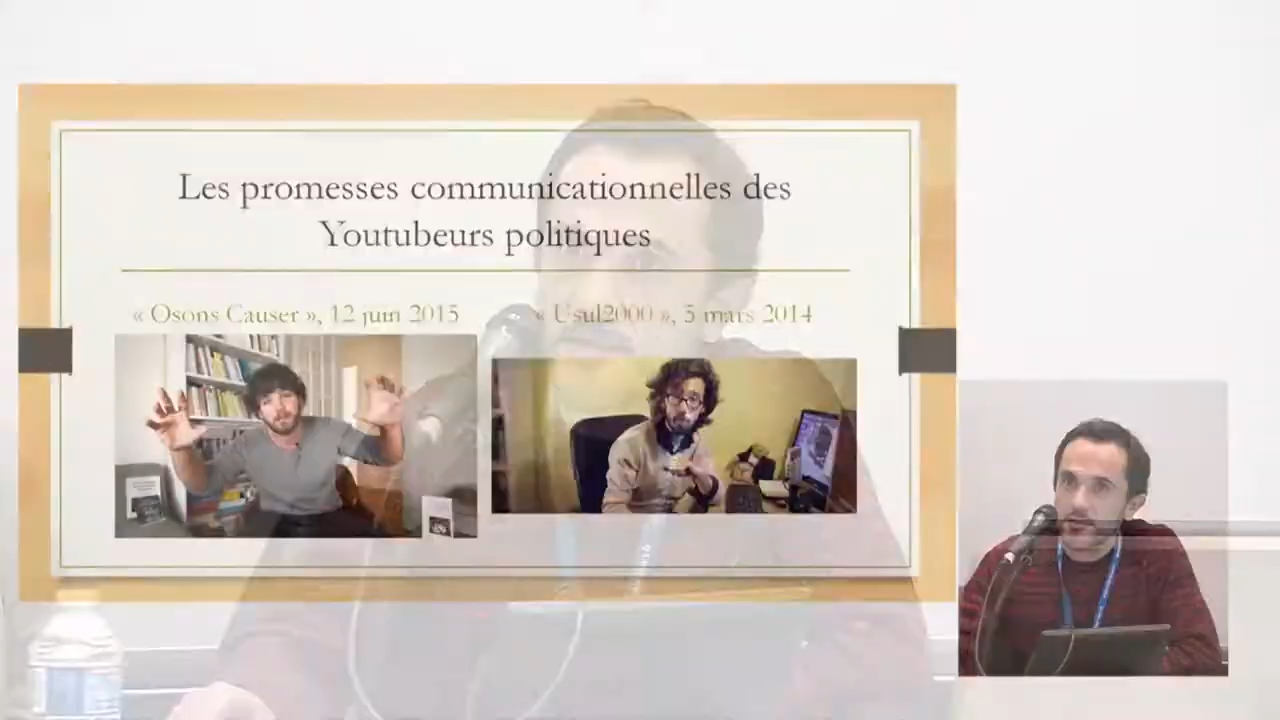 Les promesses communicationnelles des
Youtubeurs politiques
« Osons Causer », 12 juin 2015
« Usul2000 », 5 mars 2014